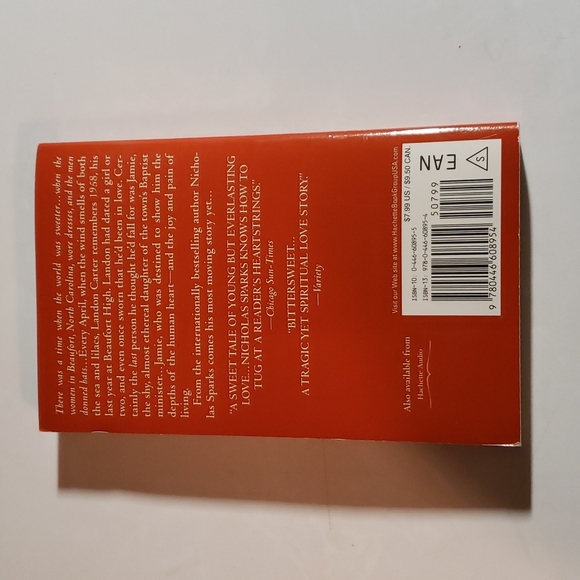 There was a time when the world was sweeter...when the
women in Beaufort, North Carolina, wore dresses, and the men
donned hats...Every April, when the wind smells of both
the sea and lilacs, Landon Carter remembers 1958, his
last year at Beaufort High. Landon had dated a girl or
two, and even once sworn that he'd been in love. Cer-
tainly the last person he thought he'd fall for was Jamie,
the shy, almost ethereal daughter of the town's Baptist
minister...Jamie, who was destined to show him the
depths of the human heart—and the joy and pain of
living.
From the internationally bestselling author Nicho-
las Sparks comes his most moving story yet...
"A SWEET TALE OF YOUNG BUT EVERLASTING
LOVE...NICHOLAS SPARKS KNOWS HOW TO
TUG AT A READER'S HEARTSTRINGS."
—Chicago Sun-Times
"BITTERSWEET...
A TRAGIC YET SPIRITUAL LOVE STORY."
—Variety
Also available from
Hachette Audio
Visit our Web site at www.HachetteBookGroupUSA.com
$7.99 US / $9.50 CAN.
ISBN-10 0-446-60895-5
ISBN-13 978-0-446-60895-4
50799
9 780446 608954
EAN
S